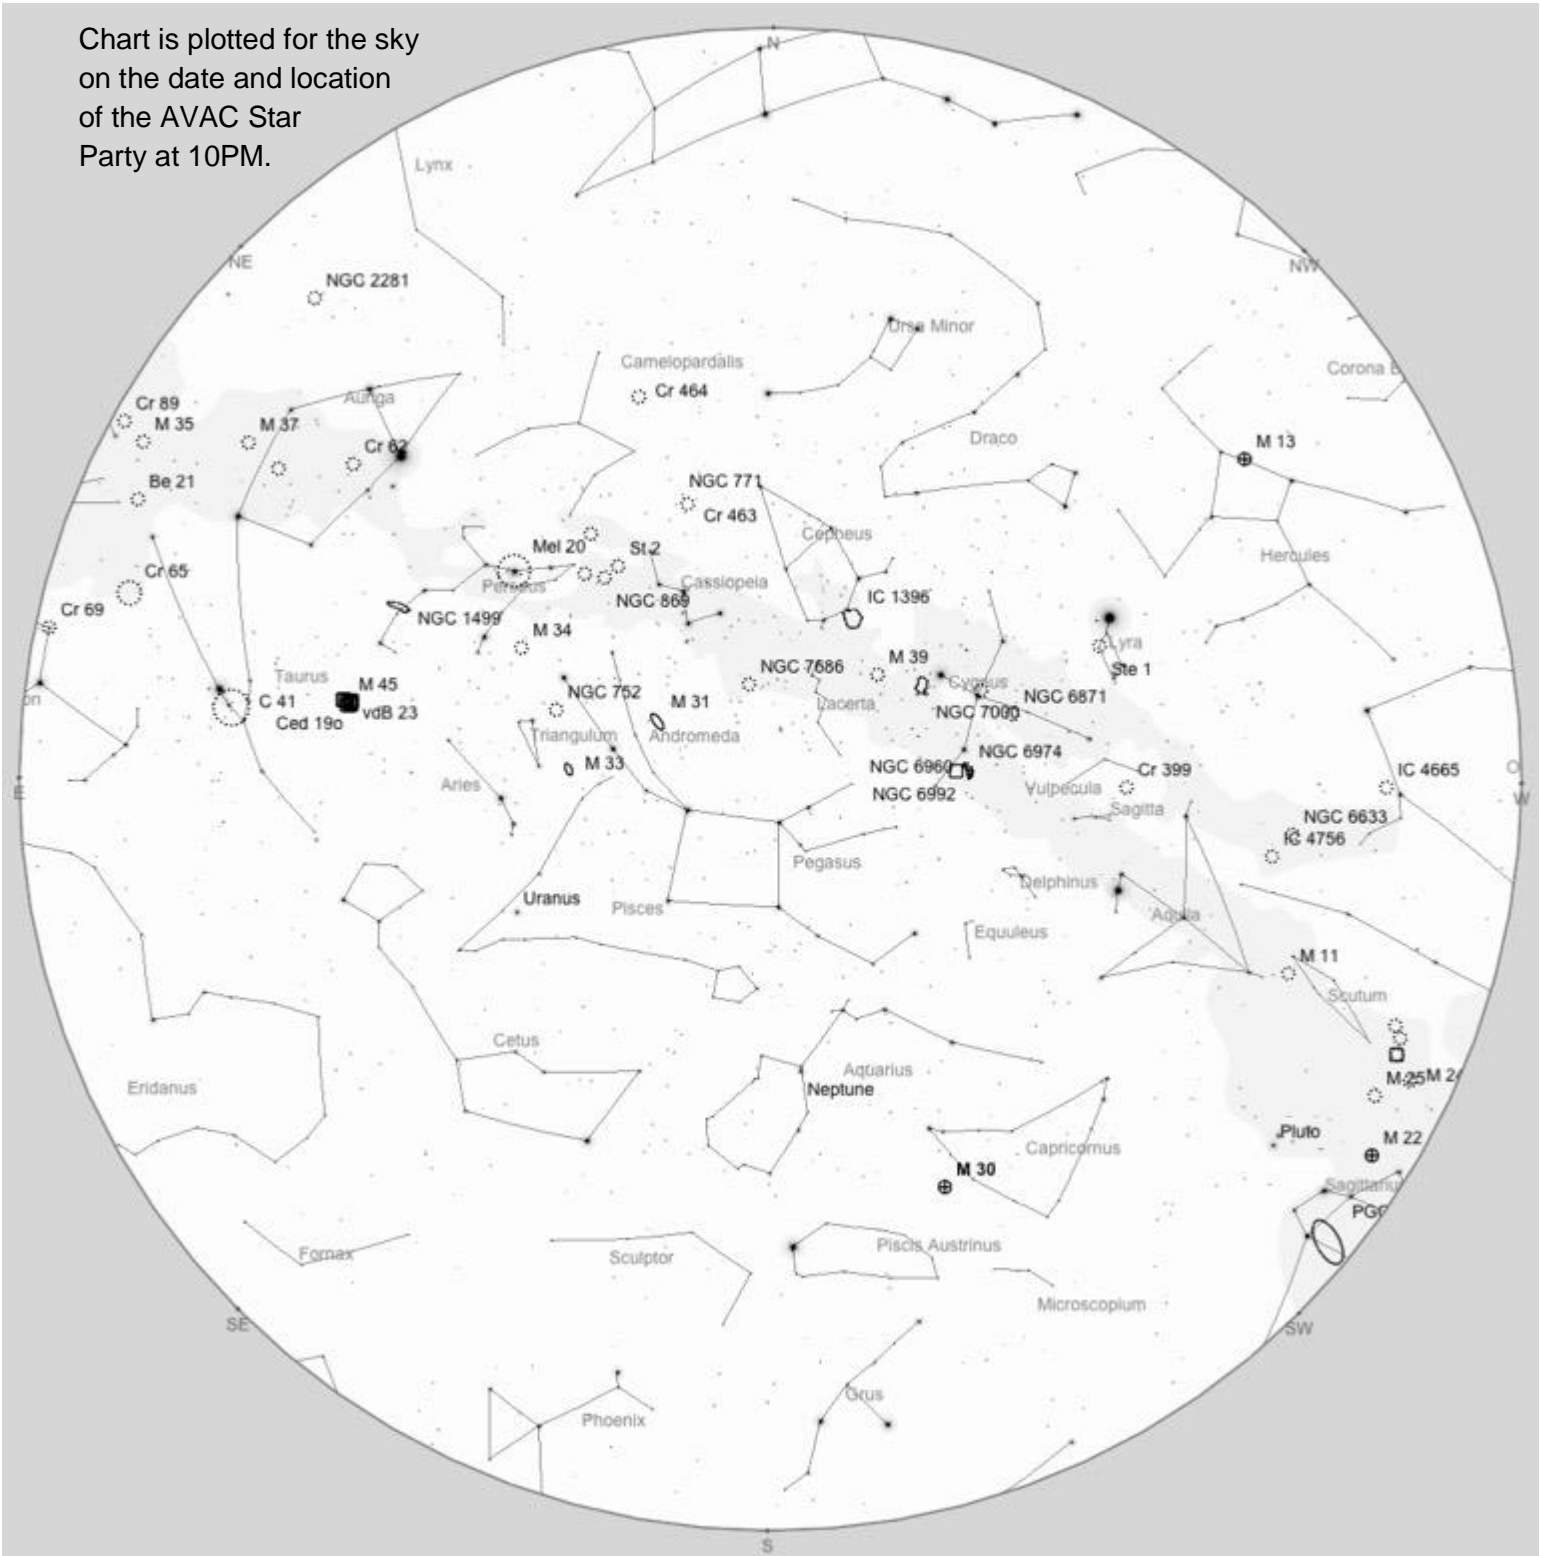 Chart is plotted for the sky
on the date and location
of the AVAC Star
Party at 10PM.
N
Lynx
NE
NW
NGC 2281
Ursa Minor
Camelopardalis
Corona B
Cr 464
Auriga
Cr 89
M 35
M 37
Draco
M 13
Cr 62
Be 21
NGC 771
Cr 463
Cepheus
Mel 20
St 2
Hercules
Cr 65
Perseus
Cassiopeia
NGC 869
IC 1396
Cr 69
NGC 1499
M 34
Lyra
M 39
NGC 7686
Ste 1
Taurus
M 45
Cygnus
C 41
NGC 752
M 31
NGC 6871
on
vdB 23
Lacerta
NGC 7000
Ced 19o
Triangulum
Andromeda
NGC 6974
M 33
NGC 6960
Cr 399
IC 4665
O
Aries
Vulpecula
E
NGC 6992
W
Sagitta
NGC 6633
IC 4756
Pegasus
Delphinus
Uranus
Pisces
Aquila
Equuleus
M 11
Scutum
Cetus
Aquarius
M 25
M 24
Eridanus
Neptune
Pluto
M 22
Capricornus
M 30
Sagittariu
PGC
Fornax
Sculptor
Piscis Austrinus
Microscopium
SE
SW
Grus
Phoenix
S